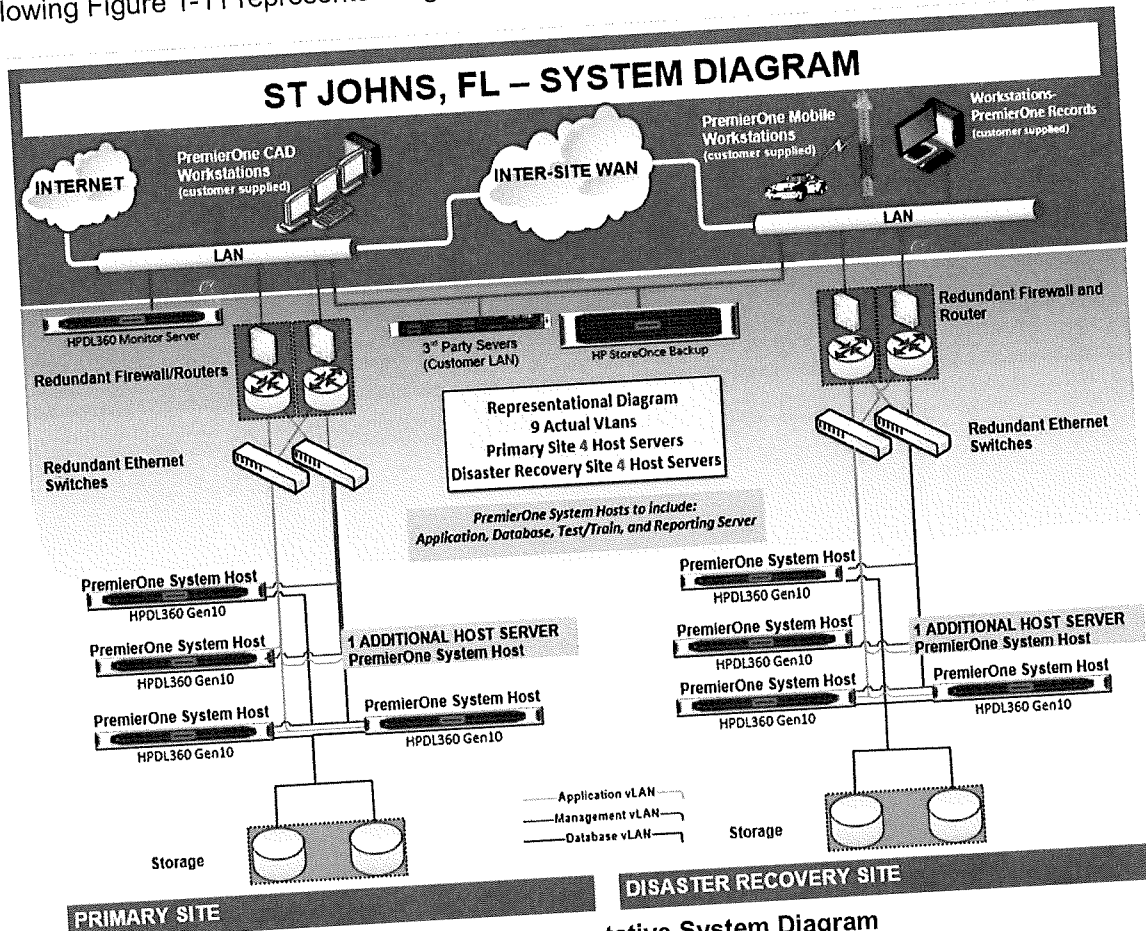 lowing Figure 1-11 represents
ST JOHNS, FL – SYSTEM DIAGRAM
INTERNET
PremierOne CAD
Workstations
(customer supplied)
INTER-SITE WAN
PremierOne Mobile
Workstations
(customer supplied)
Workstations-
PremierOne Records
(customer supplied)
LAN
LAN
HPDL360 Monitor Server
3rd Party Severs
(Customer LAN)
HP StoreOnce Backup
Redundant Firewall and
Router
Redundant Firewall/Routers
Representational Diagram
9 Actual VLans
Primary Site 4 Host Servers
Disaster Recovery Site 4 Host Servers
Redundant Ethernet
Switches
Redundant Ethernet
Switches
PremierOne System Hosts to include:
Application, Database, Test/Train, and Reporting Server
PremierOne System Host
HPDL360 Gen10
PremierOne System Host
HPDL360 Gen10
1 ADDITIONAL HOST SERVER
PremierOne System Host
PremierOne System Host
HPDL360 Gen10
PremierOne System Host
HPDL360 Gen10
PremierOne System Host
HPDL360 Gen10
PremierOne System Host
HPDL360 Gen10
1 ADDITIONAL HOST SERVER
PremierOne System Host
PremierOne System Host
HPDL360 Gen10
PremierOne System Host
HPDL360 Gen10
Application vLAN
Management vLAN
Database vLAN
Storage
Storage
PRIMARY SITE
DISASTER RECOVERY SITE
System Diagram